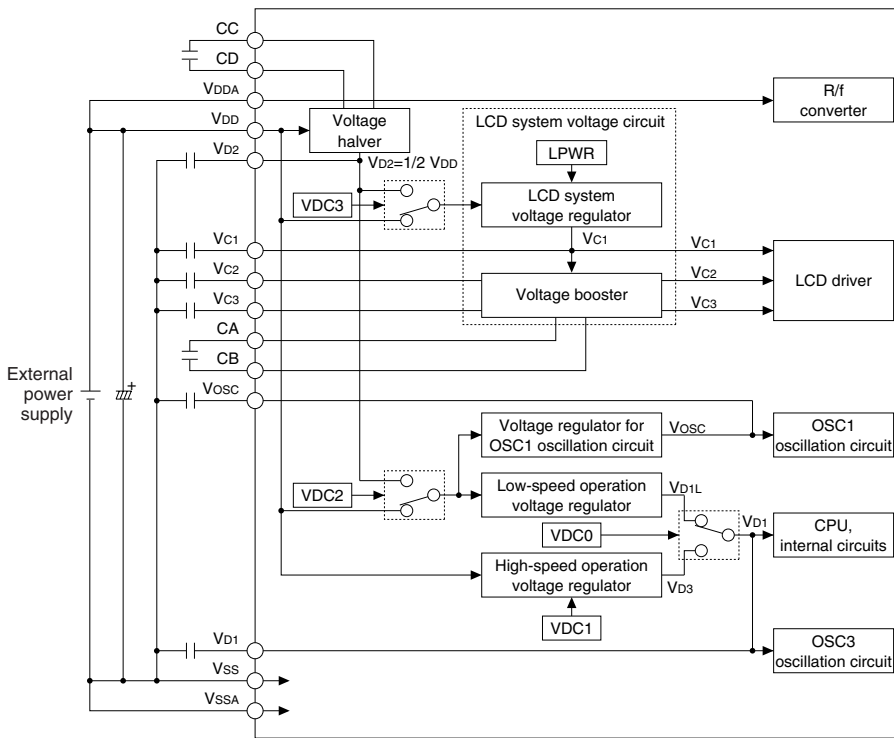 CC
CD
VDDA
VDD
VD2
Voltage
halver
VD2=1/2 VDD
LCD system voltage circuit
LPWR
R/f
converter
VDC3
LCD system
voltage regulator
VC1
VC1
VC1
VC2
VC2
VC3
VC3
Voltage booster
LCD driver
CA
CB
External
power
supply
+
VOSC
Voltage regulator for
OSC1 oscillation circuit
VOSC
OSC1
oscillation circuit
VDC2
Low-speed operation
voltage regulator
VD1L
VDC0
VD1
CPU,
internal circuits
High-speed operation
voltage regulator
VD3
VDC1
VD1
VSS
VSSA
OSC3
oscillation circuit